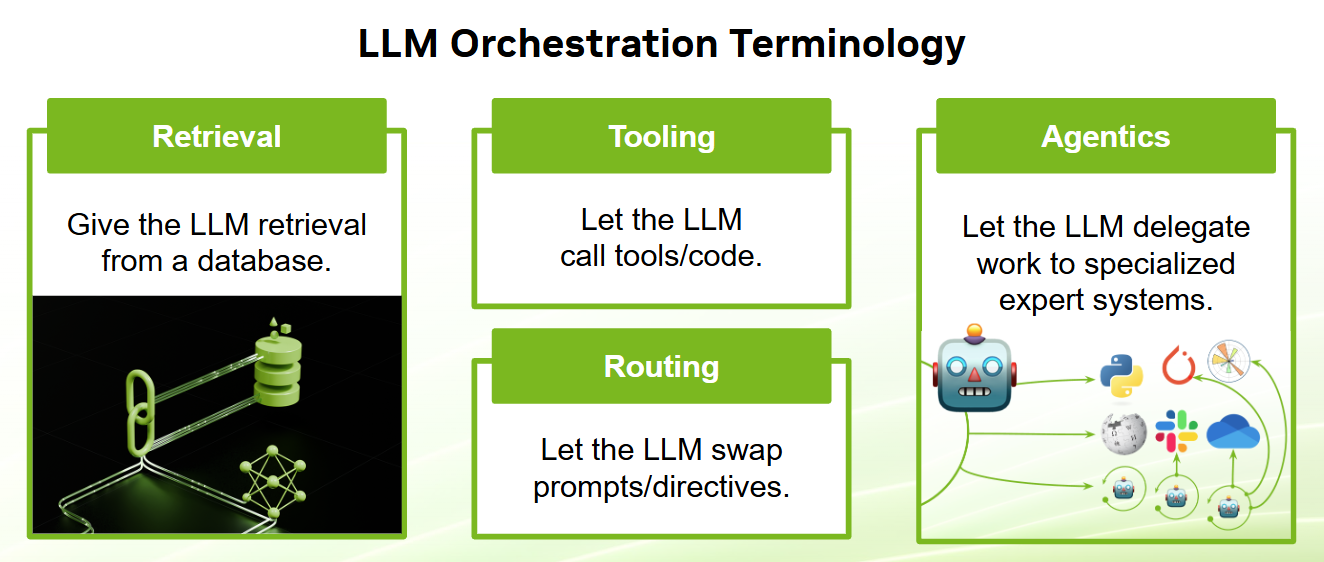 LLM Orchestration Terminology
Retrieval
Give the LLM retrieval
from a database.
Tooling
Let the LLM
call tools/code.
Routing
Let the LLM swap
prompts/directives.
Agentics
Let the LLM delegate
work to specialized
expert systems.